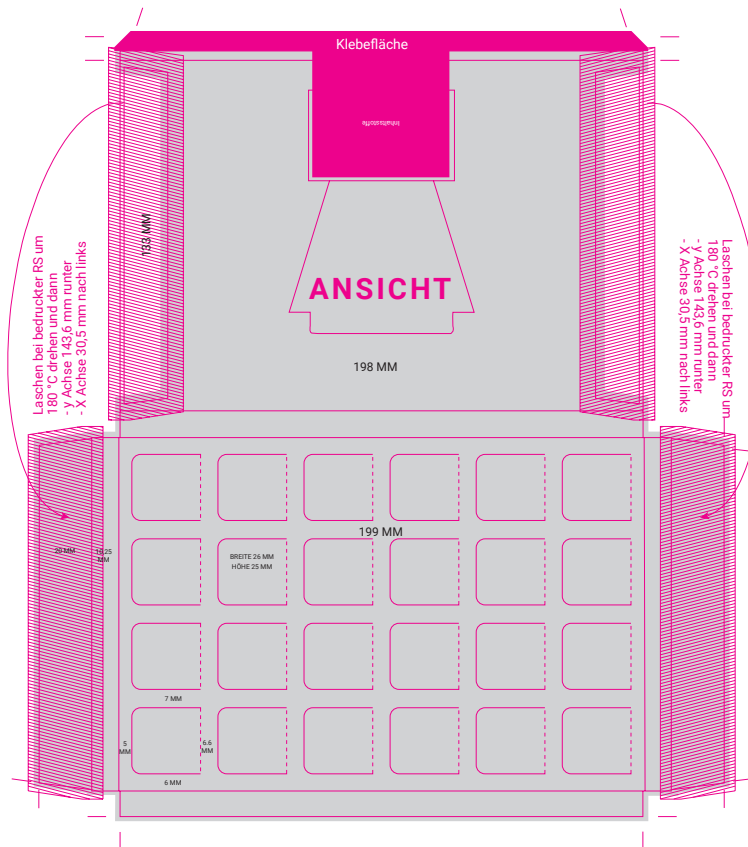 Klebefläche
Inhaltsstoffe
133 MM
ANSICHT
198 MM
Laschen bei bedruckter RS um
180 °C drehen und dann
- y Achse 143,6 mm runter
- X Achse 30,5 mm nach links
Laschen bei bedruckter RS um
180 °C drehen und dann
- y Achse 143,6 mm runter
- X Achse 30,5 mm nach links
199 MM
20 MM
10,25
MM
BREITE 26 MM
HÖHE 25 MM
7 MM
5
MM
6.6
MM
6 MM